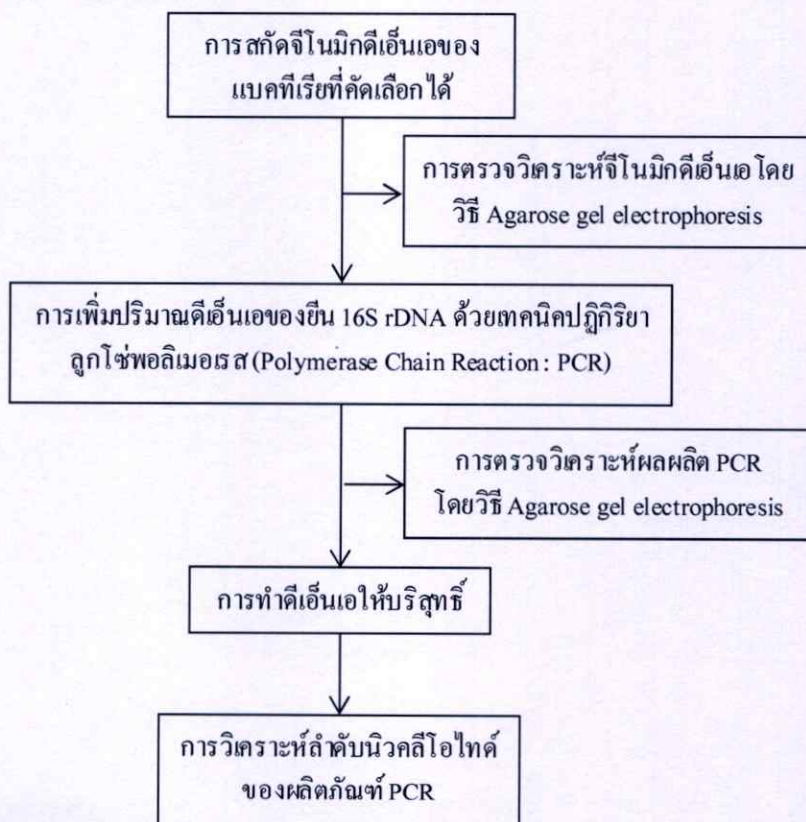 การสกัดจีโนมิกดีเอ็นเอของ
แบคทีเรียที่คัดเลือกได้
การตรวจวิเคราะห์จีโนมิกดีเอ็นเอโดย
วิธี Agarose gel electrophoresis
การเพิ่มปริมาณดีเอ็นเอของยีน 16S rDNA ด้วยเทคนิคปฏิกิริยา
ลูกโซ่พอลิเมอเรส(Polymerase Chain Reaction : PCR)
การตรวจวิเคราะห์ผลผลิต PCR
โดยวิธี Agarose gel electrophoresis
การทำดีเอ็นเอให้บริสุทธิ์
การวิเคราะห์ลำดับนิวคลีโอไทด์
ของผลิตภัณฑ์ PCR